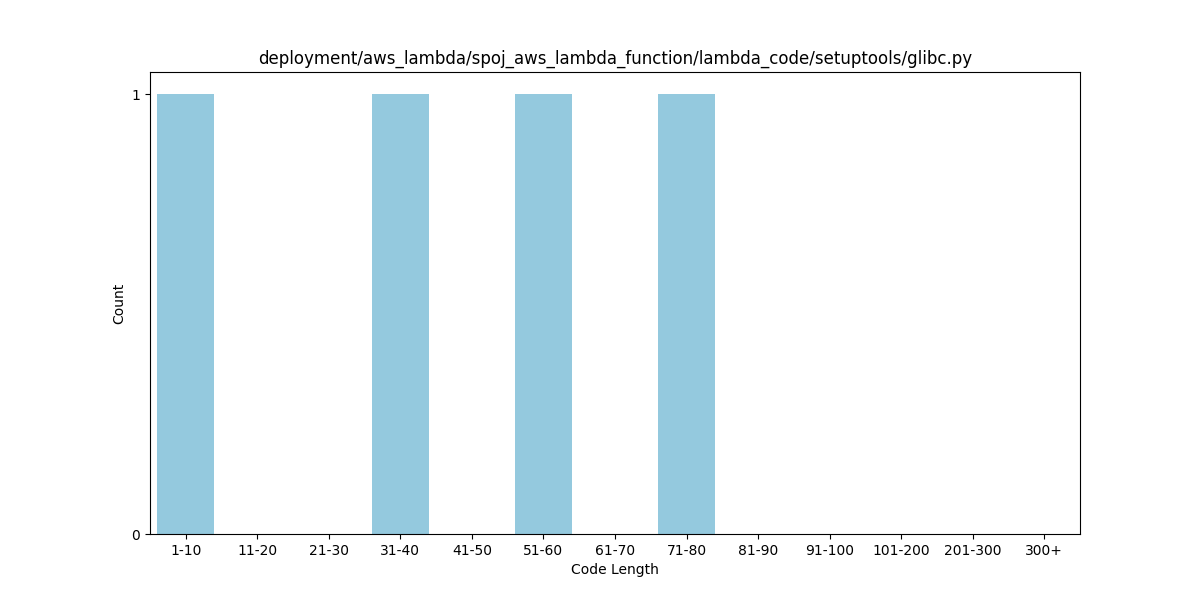 deployment/aws_lambda/spoj_aws_lambda_function/lambda_code/setuptools/glibc.py
1
Count
0
1-10 11-20 21-30 31-40 41-50 51-60 61-70 71-80 81-90 91-100 101-200 201-300 300+
Code Length